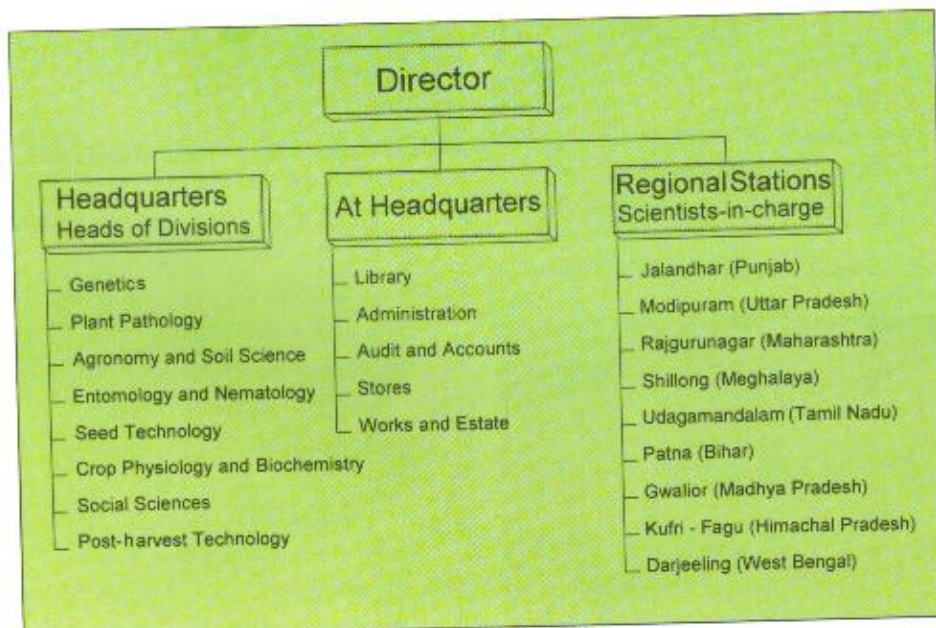 Director
Headquarters
Heads of Divisions
Genetics
Plant Pathology
Agronomy and Soil Science
Entomology and Nematology
Seed Technology
Crop Physiology and Biochemistry
Social Sciences
Post-harvest Technology
At Headquarters
Library
Administration
Audit and Accounts
Stores
Works and Estate
Regional Stations
Scientists-in-charge
Jalandhar (Punjab)
Modipuram (Uttar Pradesh)
Rajgurunagar (Maharashtra)
Shillong (Meghalaya)
Udagamandalam (Tamil Nadu)
Patna (Bihar)
Gwalior (Madhya Pradesh)
Kufri - Fagu (Himachal Pradesh)
Darjeeling (West Bengal)